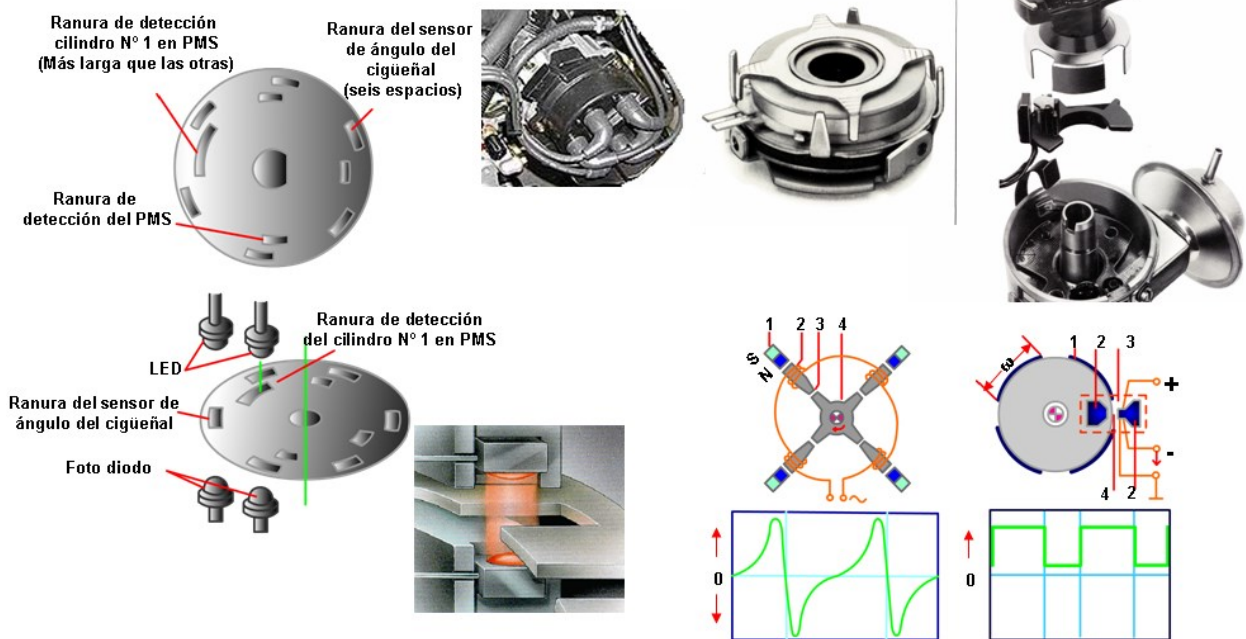 Ranura de detección
cilindro Nº 1 en PMS
(Más larga que las otras)
Ranura del sensor
de ángulo del
cigüeñal
(seis espacios)
Ranura de
detección del PMS
Ranura de detección
del cilindro Nº 1 en PMS
LED
Ranura del sensor de
ángulo del cigüeñal
Foto diodo
1 2 3 4
S
N
~
0
1 2 3
+
-
4 2
0